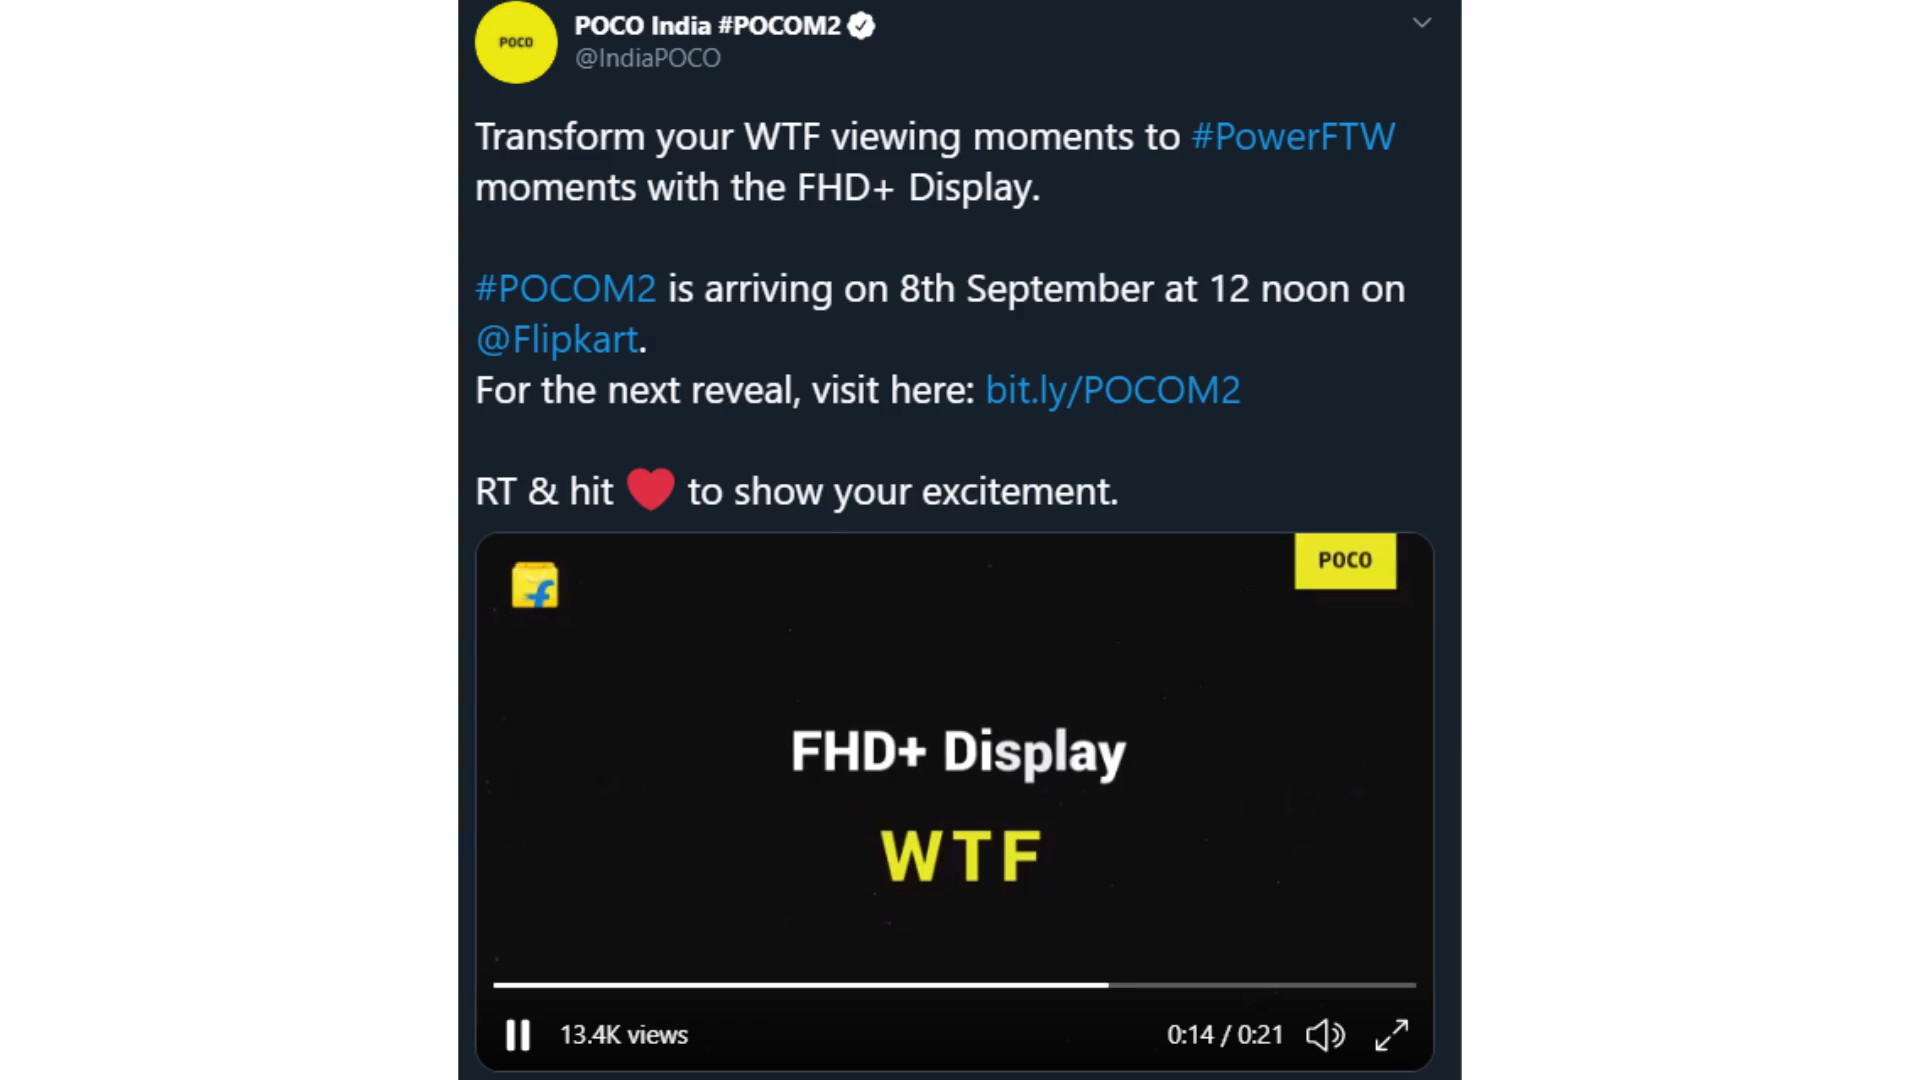 POCO
POCO India #POCOM2
@IndiaPOCO
Transform your WTF viewing moments to #PowerFTW
moments with the FHD+ Display.
#POCOM2 is arriving on 8th September at 12 noon on
@Flipkart.
For the next reveal, visit here: bit.ly/POCOM2
RT & hit ❤️ to show your excitement.
f
POCO
FHD+ Display
WTF
13.4K views
0:14 / 0:21